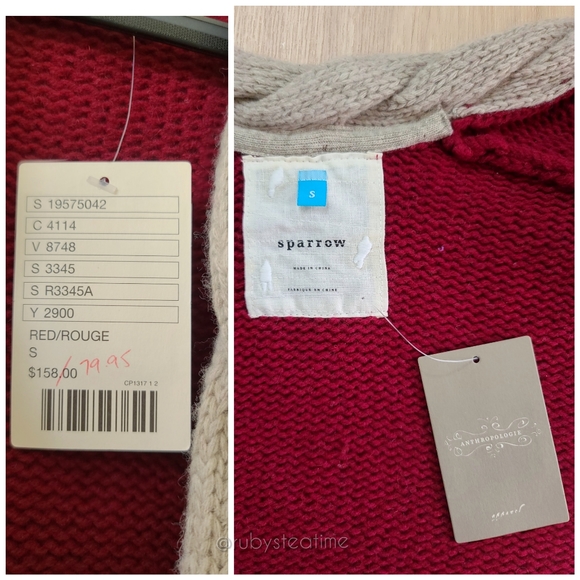 S 19575042
C 4114
V 8748
S 3345
S R3345A
Y 2900
RED/ROUGE
S
$158.00 79.95
CP1317 1 2
S
sparrow
MADE IN CHINA
FABRIQUÉ EN CHINE
ANTHROPOLOGIE
@rubysteatime